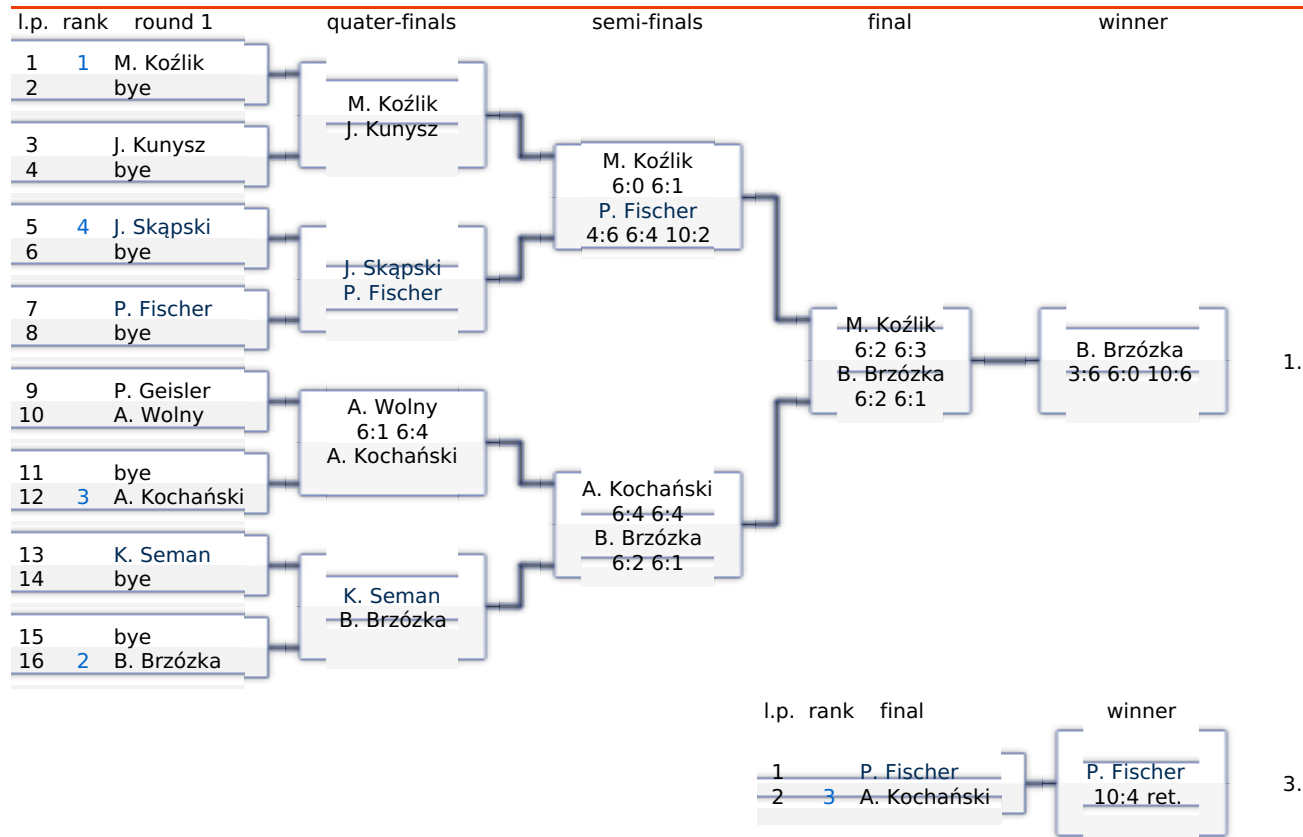 l.p. rank round 1 quater-finals semi-finals final winner
1 1 M. Koźlik
2 bye
3 J. Kunysz
4 bye
5 4 J. Skąpski
6 bye
7 P. Fischer
8 bye
9 P. Geisler
10 A. Wolny
11 bye
12 3 A. Kochański
13 K. Seman
14 bye
15 bye
16 2 B. Brzózka
M. Koźlik
J. Kunysz
J. Skąpski
P. Fischer
A. Wolny
6:1 6:4
A. Kochański
K. Seman
B. Brzózka
M. Koźlik
6:0 6:1
P. Fischer
4:6 6:4 10:2
A. Kochański
6:4 6:4
B. Brzózka
6:2 6:1
M. Koźlik
6:2 6:3
B. Brzózka
6:2 6:1
B. Brzózka
3:6 6:0 10:6
1.
l.p. rank final winner
1 P. Fischer
2 3 A. Kochański
P. Fischer
10:4 ret.
3.